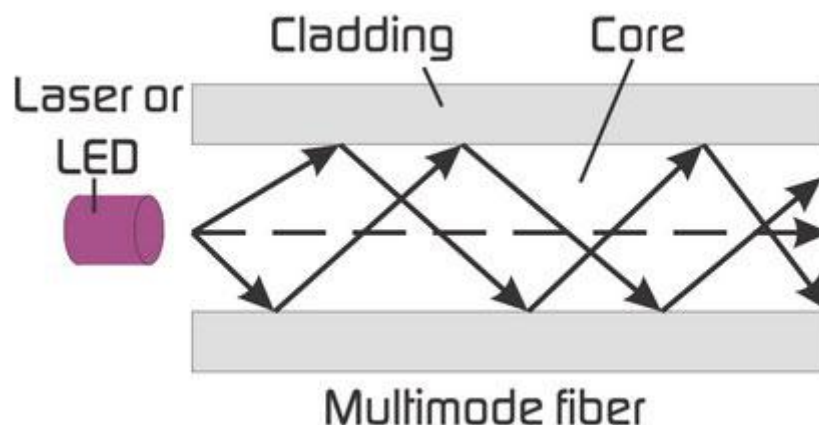 Cladding
Core
Laser or
LED
Multimode fiber